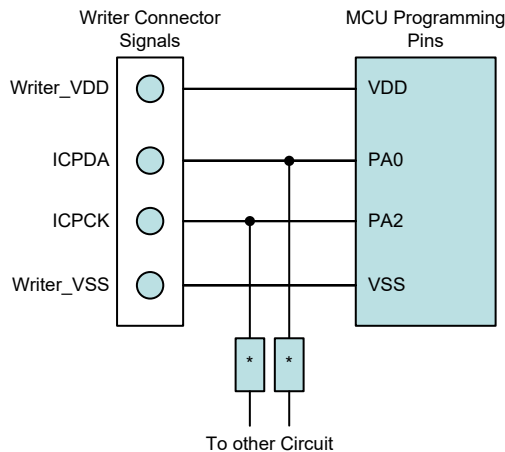 Writer Connector
Signals
MCU Programming
Pins
Writer_VDD
VDD
ICPDA
PA0
ICPCK
PA2
Writer_VSS
VSS
*
*
To other Circuit